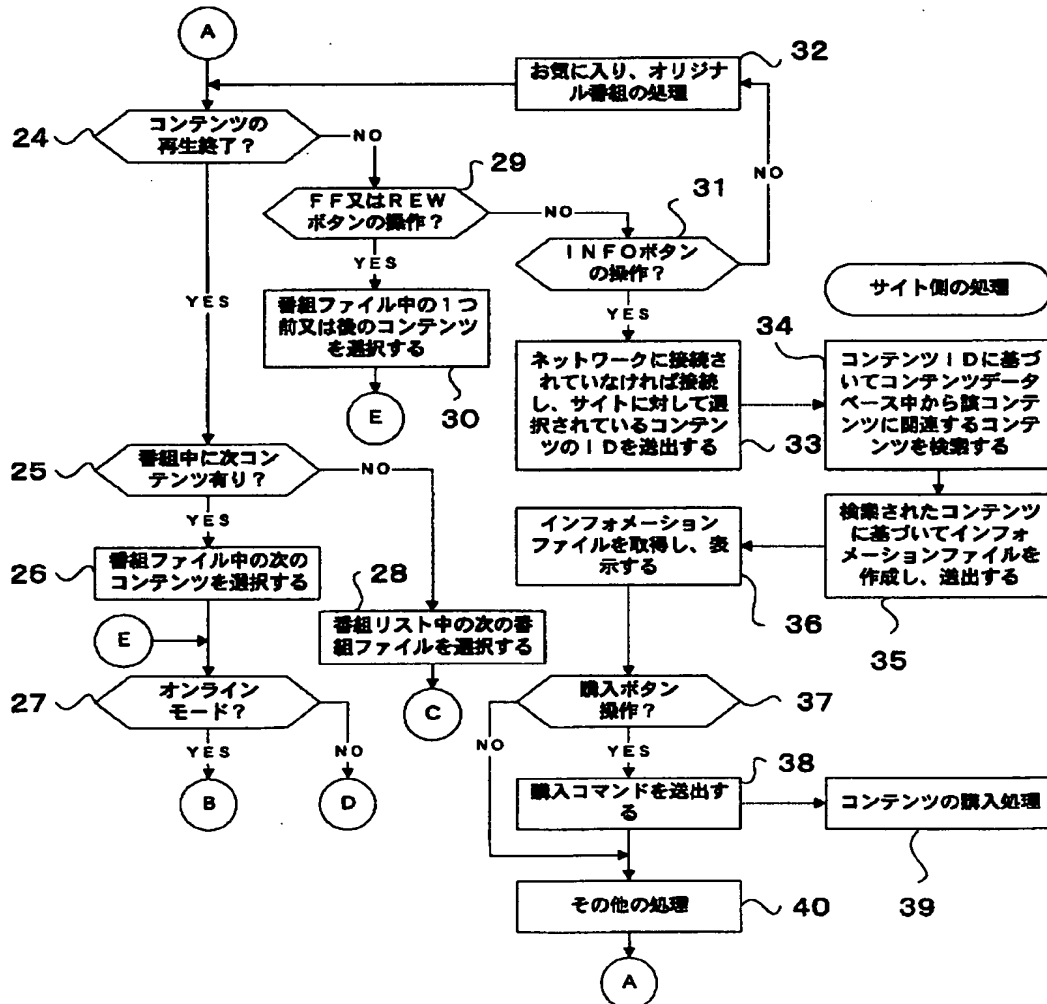 A
32
お気に入り、オリジナ
ル番組の処理
24
コンテンツの
再生終了？
NO
29
FF又はREW
ボタンの操作？
NO
31
INFOボタン
の操作？
NO
YES
YES
番組ファイル中の1つ
前又は後のコンテンツ
を選択する
30
E
YES
サイト側の処理
34
ネットワークに接続さ
れていなければ接続
し、サイトに対して選
択されているコンテン
ツのIDを送出する
33
コンテンツIDに基づ
いてコンテンツデータ
ベース中から該コンテ
ンツに関連するコンテ
ンツを検索する
25
番組中に次コン
テンツ有り？
NO
YES
検索されたコンテンツ
に基づいてインフォ
メーションファイルを
作成し、送出する
35
インフォメーション
ファイルを取得し、表
示する
36
26
番組ファイル中の次の
コンテンツを選択する
28
番組リスト中の次の番
組ファイルを選択する
E
C
27
オンライン
モード？
YES
NO
B
D
購入ボタン
操作？
37
NO
YES
38
購入コマンドを送出す
る
コンテンツの購入処理
39
その他の処理
40
A